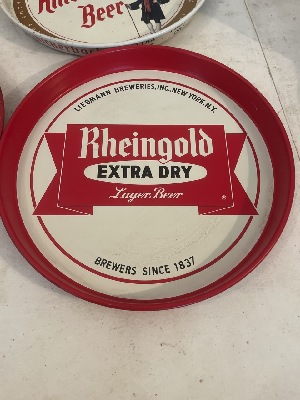 Beer
LIEBMANN BREWERIES, INC. NEW YORK, N.Y.
Rheingold
EXTRA DRY
Lager Beer
®
BREWERS SINCE 1837